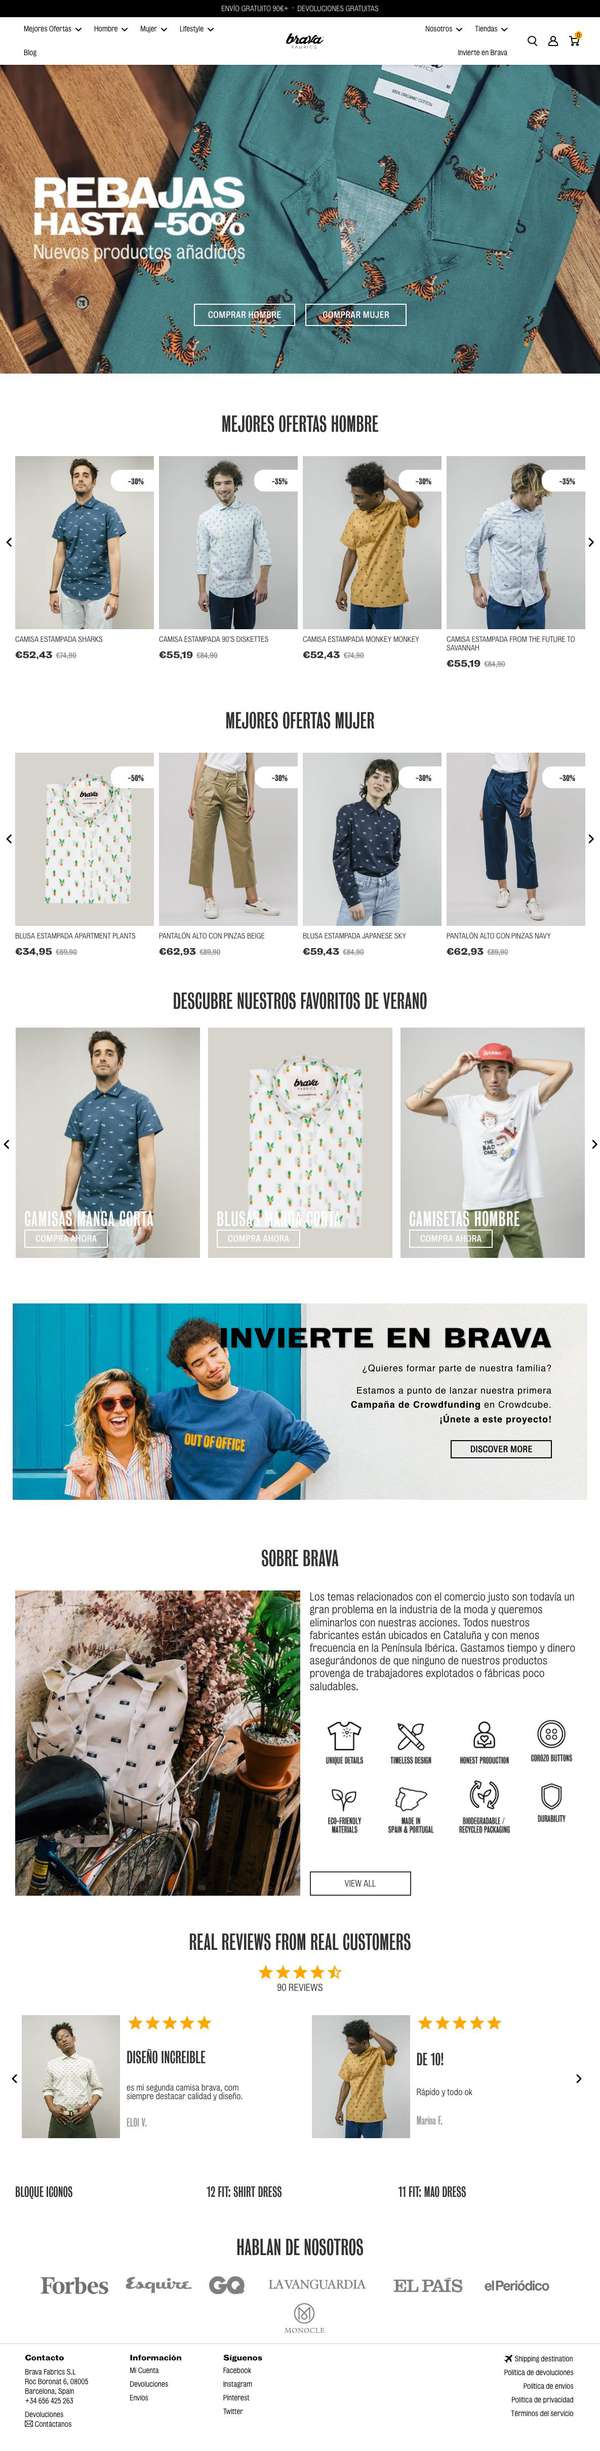 ENVÍO GRATUITO 90€+ · DEVOLUCIONES GRATUITAS
Mejores Ofertas
Hombre
Mujer
Lifestyle
brava
FABRICS
Nosotros
Tiendas
0
Blog
Invierte en Brava
100% ORGANIC COTTON
REBAJAS
HASTA -50%
Nuevos productos añadidos
COMPRAR HOMBRE
COMPRAR MUJER
MEJORES OFERTAS HOMBRE
-30%
-35%
-30%
-35%
CAMISA ESTAMPADA SHARKS
€52,43 €74,90
CAMISA ESTAMPADA 90'S DISKETTES
€55,19 €84,90
CAMISA ESTAMPADA MONKEY MONKEY
€52,43 €74,90
CAMISA ESTAMPADA FROM THE FUTURE TO
SAVANNAH
€55,19 €84,90
MEJORES OFERTAS MUJER
-50%
-30%
-30%
-30%
brava
BLUSA ESTAMPADA APARTMENT PLANTS
€34,95 €69,90
PANTALÓN ALTO CON PINZAS BEIGE
€62,93 €89,90
BLUSA ESTAMPADA JAPANESE SKY
€59,43 €84,90
PANTALÓN ALTO CON PINZAS NAVY
€62,93 €89,90
DESCUBRE NUESTROS FAVORITOS DE VERANO
brava
FABRICS
THE
BAD
ONES
CAMISAS MANGA CORTA
COMPRA AHORA
BLUSAS MANGA CORTA
COMPRA AHORA
CAMISETAS HOMBRE
COMPRA AHORA
INVIERTE EN BRAVA
¿Quieres formar parte de nuestra familia?
Estamos a punto de lanzar nuestra primera
Campaña de Crowdfunding en Crowdcube.
¡Únete a este proyecto!
OUT OF OFFICE
DISCOVER MORE
SOBRE BRAVA
Los temas relacionados con el comercio justo son todavía un
gran problema en la industria de la moda y queremos
eliminarlos con nuestras acciones. Todos nuestros
fabricantes están ubicados en Cataluña y con menos
frecuencia en la Península Ibérica. Gastamos tiempo y dinero
asegurándonos de que ninguno de nuestros productos
provenga de trabajadores explotados o fábricas poco
saludables.
UNIQUE DETAILS
TIMELESS DESIGN
HONEST PRODUCTION
COROZO BUTTONS
ECO-FRIENDLY
MATERIALS
MADE IN
SPAIN & PORTUGAL
BIODEGRADABLE /
RECYCLED PACKAGING
DURABILITY
VIEW ALL
REAL REVIEWS FROM REAL CUSTOMERS
90 REVIEWS
DISEÑO INCREIBLE
es mi segunda camisa brava, com
siempre destacar calidad y diseño.
ELOI V.
DE 10!
Rápido y todo ok
Marina F.
BLOQUE ICONOS
12 FIT: SHIRT DRESS
11 FIT: MAO DRESS
HABLAN DE NOSOTROS
Forbes
Esquire
GQ
LA VANGUARDIA
EL PAÍS
elPeriódico
MONOCLE
Contacto
Brava Fabrics S.L
Roc Boronat 6, 08005
Barcelona, Spain
+34 656 425 263
Devoluciones
Contáctanos
Información
Mi Cuenta
Devoluciones
Envíos
Síguenos
Facebook
Instagram
Pinterest
Twitter
Shipping destination
Política de devoluciones
Política de envíos
Política de privacidad
Términos del servicio